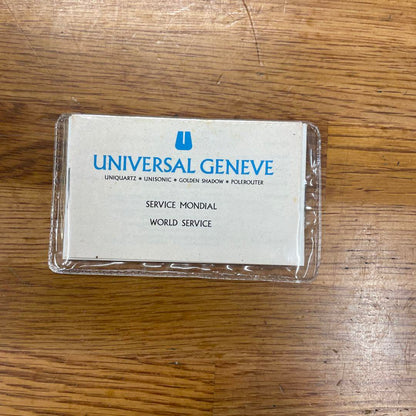 UNIVERSAL GENEVE
UNIQUARTZ ★ UNISONIC ★ GOLDEN SHADOW ★ POLEROUTER
SERVICE MONDIAL
WORLD SERVICE